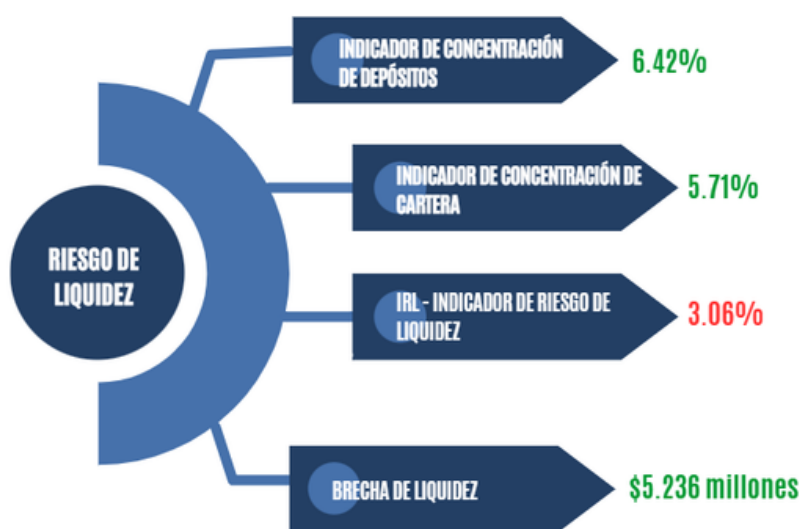 INDICADOR DE CONCENTRACIÓN
DE DEPÓSITOS
6.42%
INDICADOR DE CONCENTRACIÓN DE
CARTERA
5.71%
RIESGO DE
LIQUIDEZ
IRL - INDICADOR DE RIESGO DE
LIQUIDEZ
3.06%
BRECHA DE LIQUIDEZ
$5.236 millones